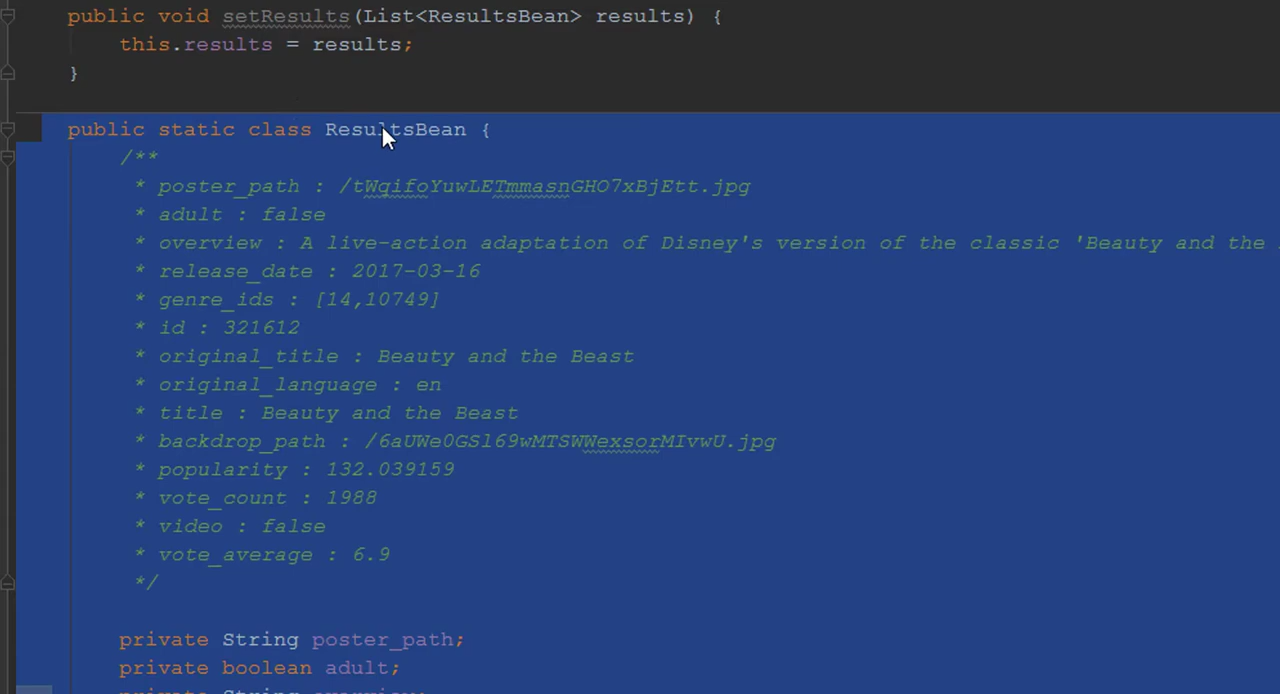 public void setResults(List<ResultsBean> results) {
this.results = results;
}
public static class ResultsBean {
/**
* poster_path : /tWqifoYuwLETmmasnGHO7xBjEtt.jpg
* adult : false
* overview : A live-action adaptation of Disney's version of the classic 'Beauty and the
* release_date : 2017-03-16
* genre_ids : [14,10749]
* id : 321612
* original_title : Beauty and the Beast
* original_language : en
* title : Beauty and the Beast
* backdrop_path : /6aUWe0GSl69wMTSWWexsorMIvwU.jpg
* popularity : 132.039159
* vote_count : 1988
* video : false
* vote_average : 6.9
*/
private String poster_path;
private boolean adult;
private String overview;